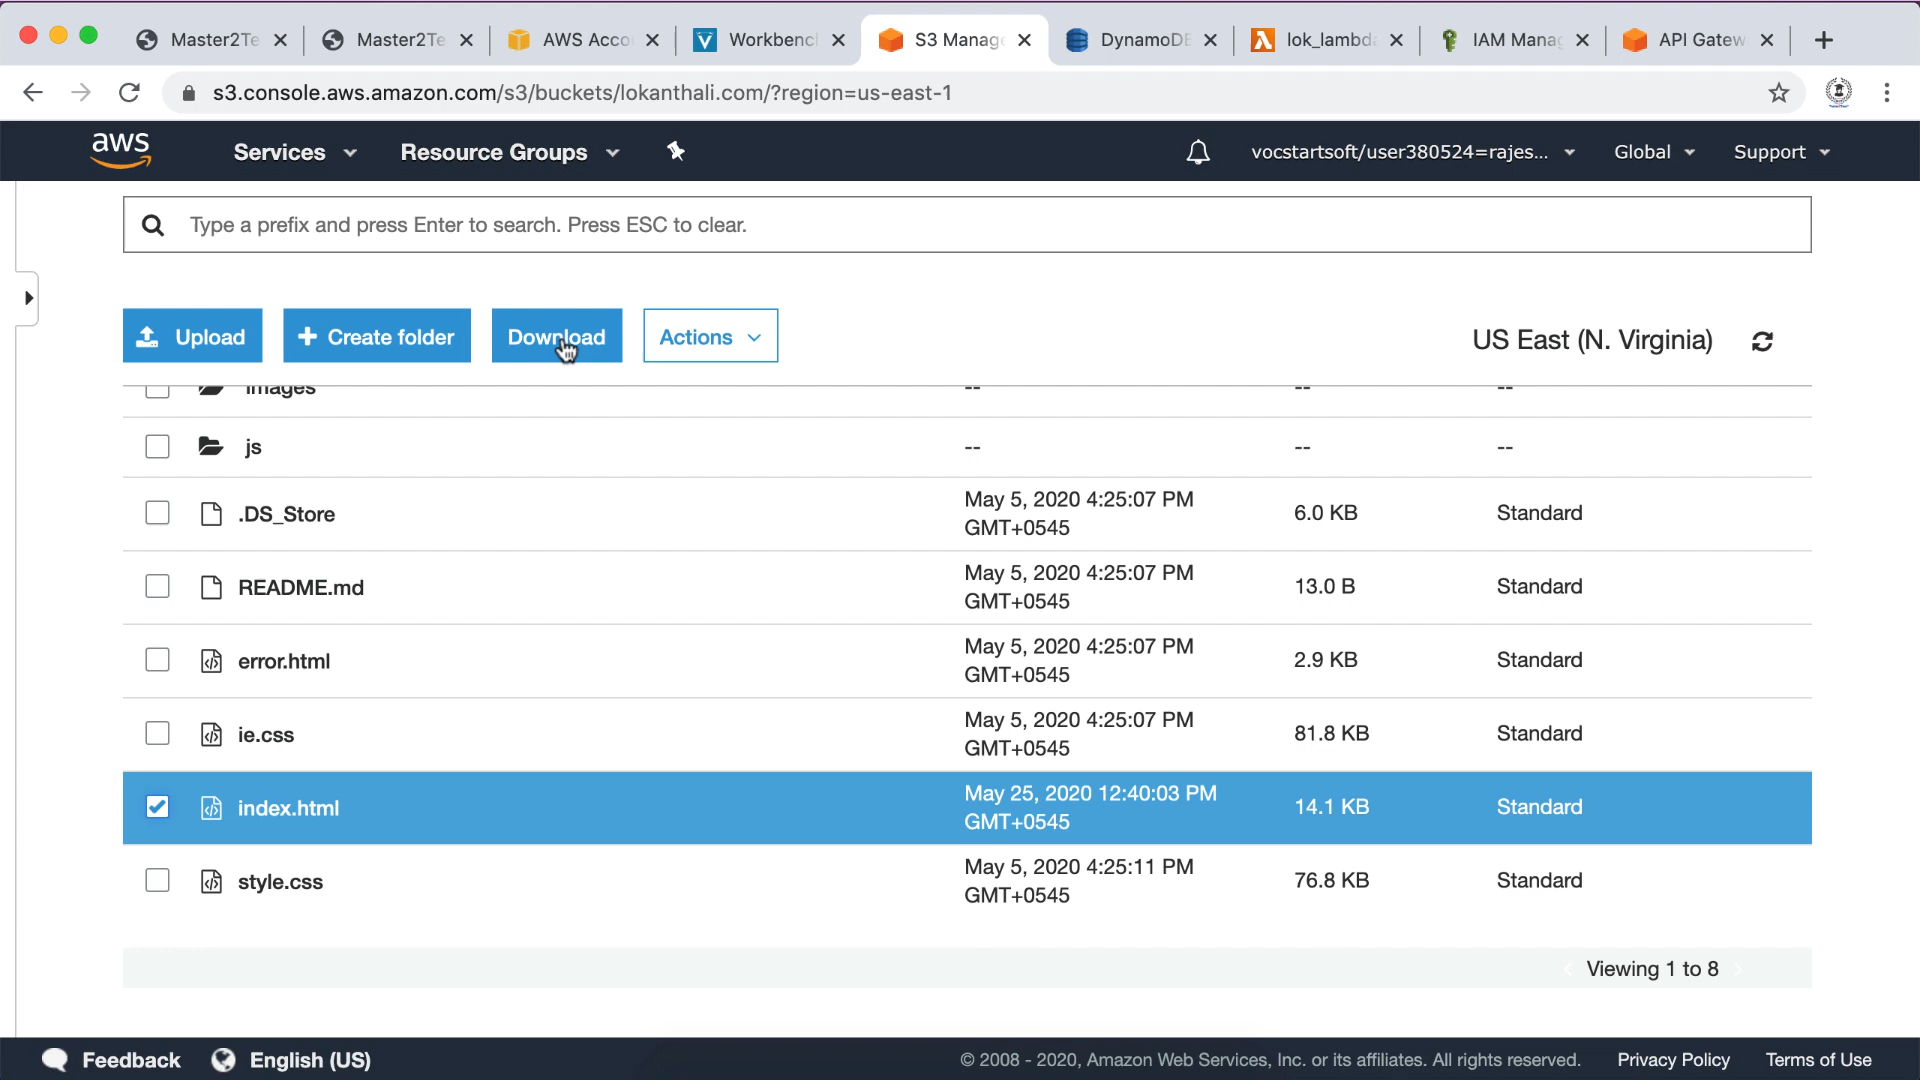 Master2Te
Master2Te
AWS Acco
Workbenc
S3 Manag
DynamoDB
lok_lambda
IAM Manag
API Gatew
s3.console.aws.amazon.com/s3/buckets/lokanthali.com/?region=us-east-1
aws
Services
Resource Groups
vocstartsoft/user380524=rajes...
Global
Support
Type a prefix and press Enter to search. Press ESC to clear.
Upload
Create folder
Download
Actions
US East (N. Virginia)
images -- -- --
js -- -- --
.DS_Store May 5, 2020 4:25:07 PM 6.0 KB Standard
GMT+0545
README.md May 5, 2020 4:25:07 PM 13.0 B Standard
GMT+0545
error.html May 5, 2020 4:25:07 PM 2.9 KB Standard
GMT+0545
ie.css May 5, 2020 4:25:07 PM 81.8 KB Standard
GMT+0545
index.html May 25, 2020 12:40:03 PM 14.1 KB Standard
GMT+0545
style.css May 5, 2020 4:25:11 PM 76.8 KB Standard
GMT+0545
Viewing 1 to 8
Feedback
English (US)
© 2008 - 2020, Amazon Web Services, Inc. or its affiliates. All rights reserved.
Privacy Policy
Terms of Use